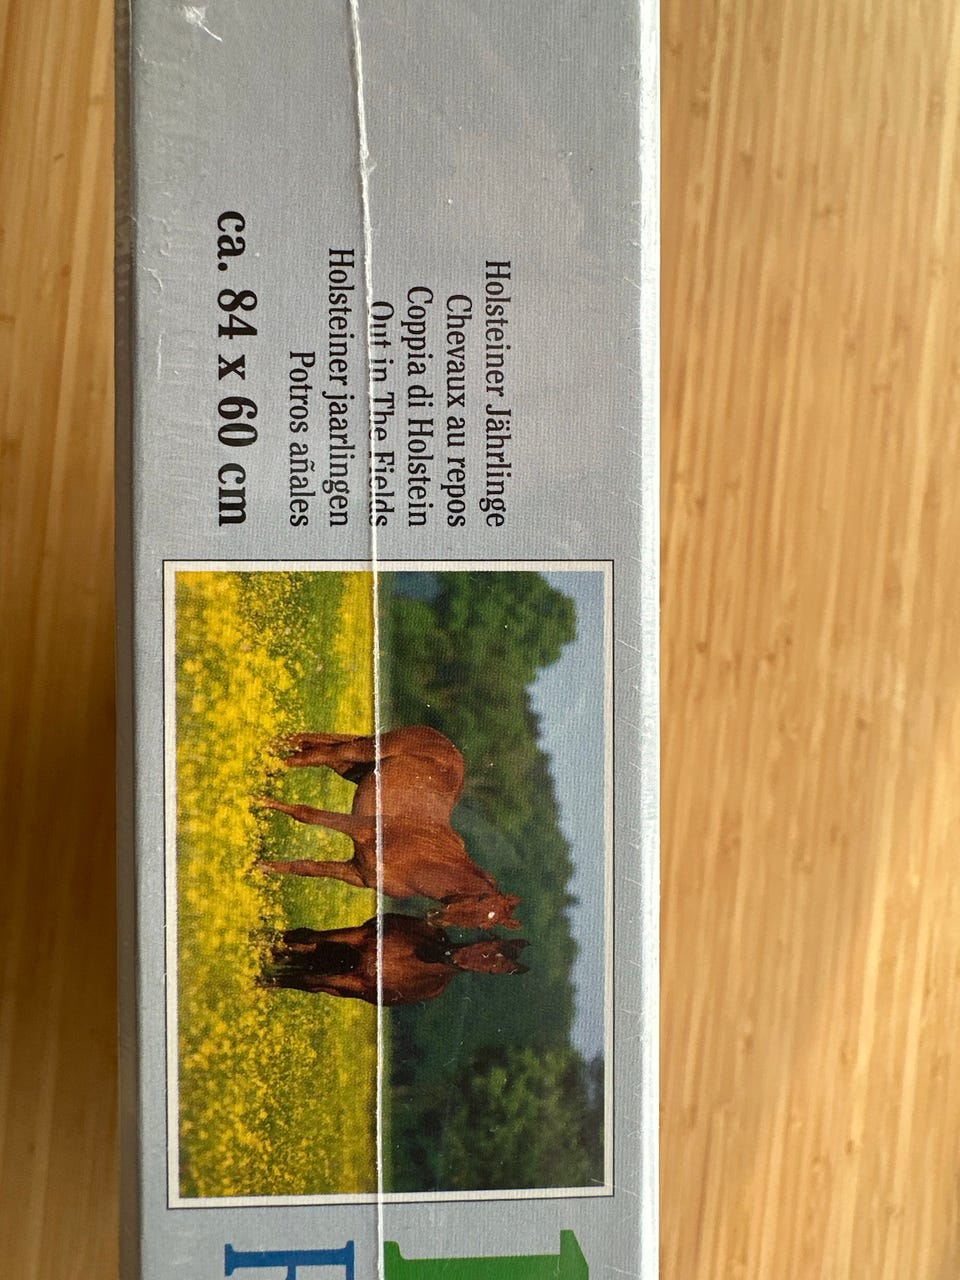 Holsteiner Jährlinge
Chevaux au repos
Coppia di Holstein
Out in The Fields
Holsteiner jaarlingen
Potros añales
ca. 84 x 60 cm